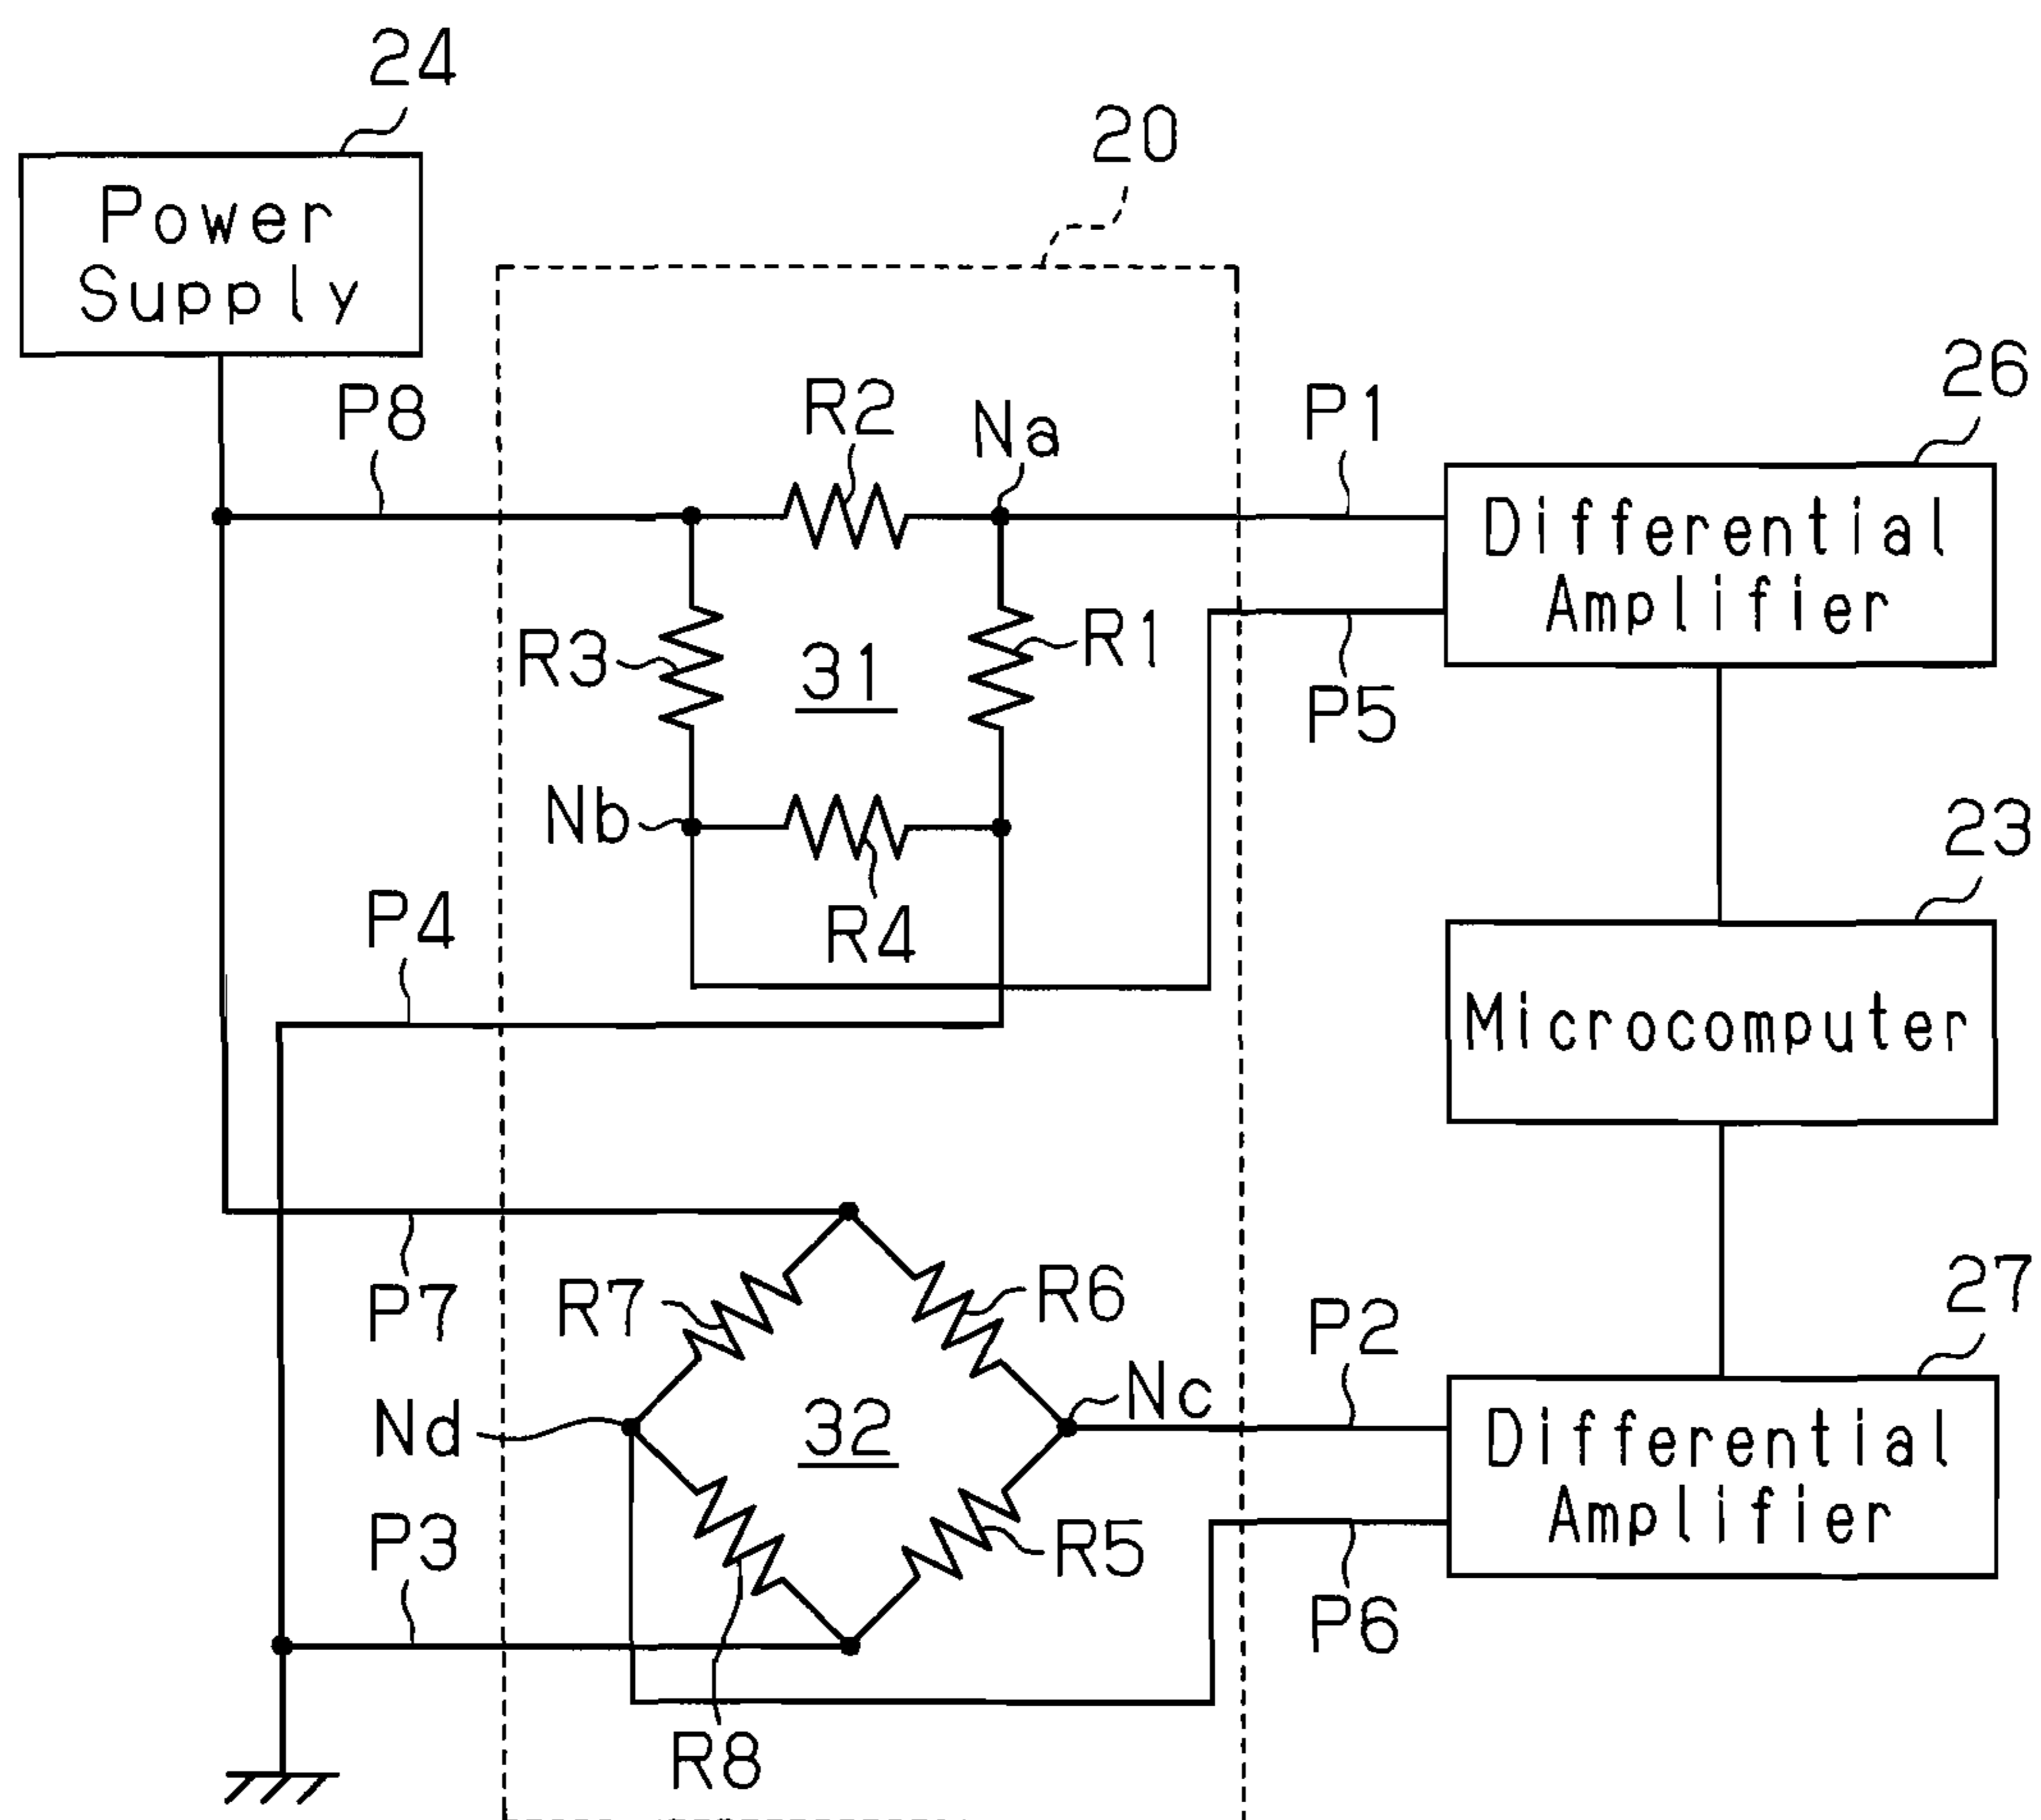 24
20
Power
Supply
26
P8
R2
Na
P1
Differential
Amplifier
R3
31
R1
P5
Nb
23
P4
R4
Microcomputer
27
P7
R7
R6
P2
Nd
32
Nc
Differential
Amplifier
P3
R5
P6
R8